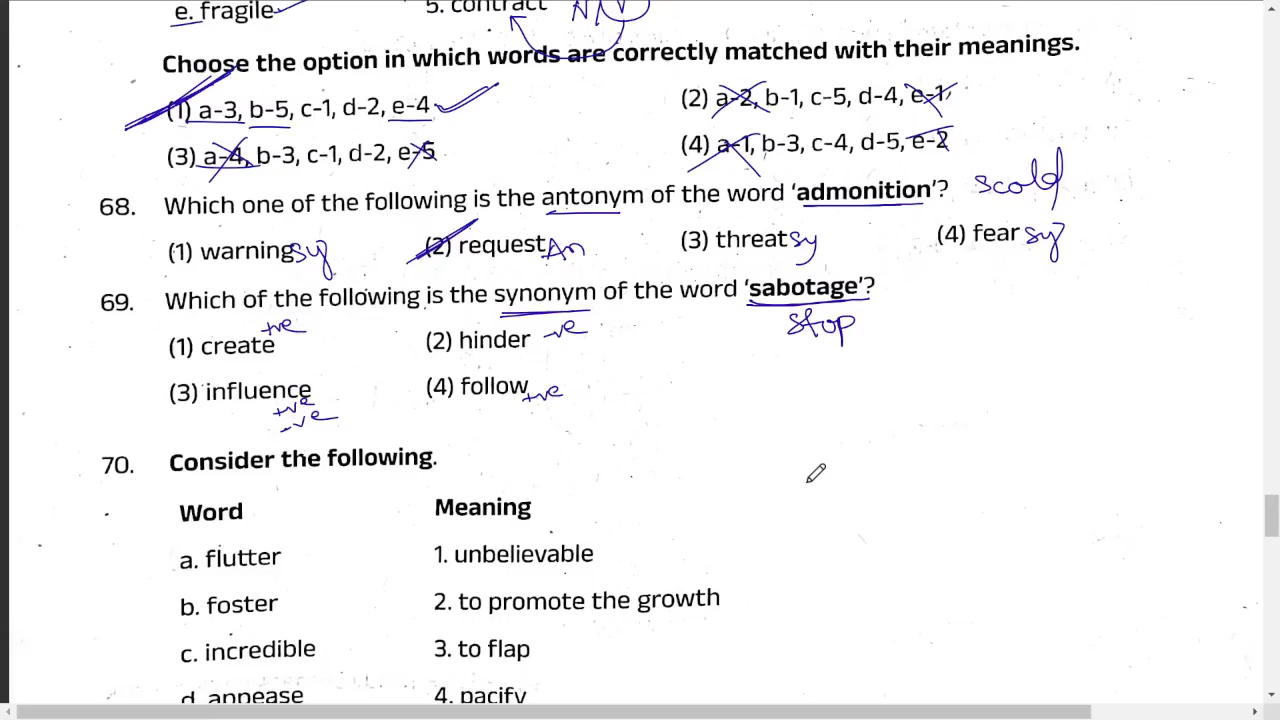 e. fragile 5. contract N/V
Choose the option in which words are correctly matched with their meanings.
(1) a-3, b-5, c-1, d-2, e-4 (2) a-2, b-1, c-5, d-4, e-1,
(3) a-4, b-3, c-1, d-2, e-5 (4) a-1, b-3, c-4, d-5, e-2
68. Which one of the following is the antonym of the word ‘admonition’? scold
(1) warning sy (2) request An (3) threat sy (4) fear sy
69. Which of the following is the synonym of the word ‘sabotage’?
stop
(1) create +ve (2) hinder -ve
(3) influence (4) follow +ve
+ve
-ve
70. Consider the following.
Word Meaning
a. flutter 1. unbelievable
b. foster 2. to promote the growth
c. incredible 3. to flap
d. appease 4. pacify